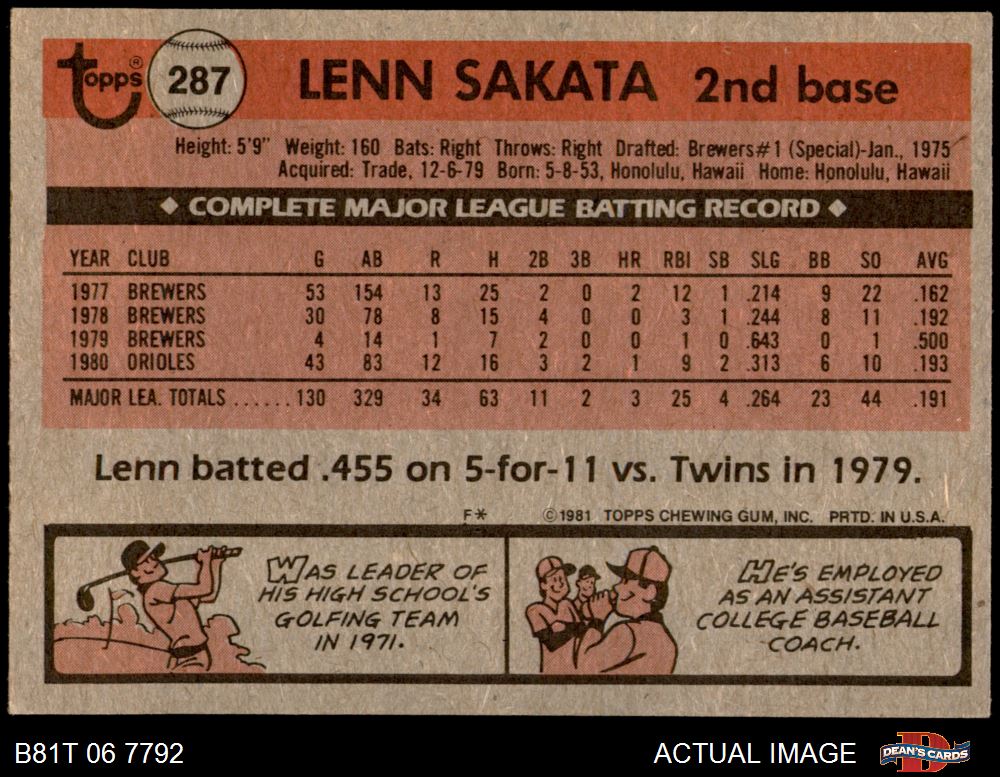 Topps® 287 LENN SAKATA 2nd base
Height: 5'9" Weight: 160 Bats: Right Throws: Right Drafted: Brewers#1 (Special)-Jan., 1975
Acquired: Trade, 12-6-79 Born: 5-8-53, Honolulu, Hawaii Home: Honolulu, Hawaii
◆ COMPLETE MAJOR LEAGUE BATTING RECORD ◆
YEAR CLUB G AB R H 2B 3B HR RBI SB SLG BB SO AVG
1977 BREWERS 53 154 13 25 2 0 2 12 1 .214 9 22 .162
1978 BREWERS 30 78 8 15 4 0 0 3 1 .244 8 11 .192
1979 BREWERS 4 14 1 7 2 0 0 1 0 .643 0 1 .500
1980 ORIOLES 43 83 12 16 3 2 1 9 2 .313 6 10 .193
MAJOR LEA. TOTALS ...... 130 329 34 63 11 2 3 25 4 .264 23 44 .191
Lenn batted .455 on 5-for-11 vs. Twins in 1979.
F* ©1981 TOPPS CHEWING GUM, INC. PRTD. IN U.S.A.
WAS LEADER OF
HIS HIGH SCHOOL'S
GOLFING TEAM
IN 1971.
HE'S EMPLOYED
AS AN ASSISTANT
COLLEGE BASEBALL
COACH.
B81T 06 7792 ACTUAL IMAGE DEAN'S CARDS